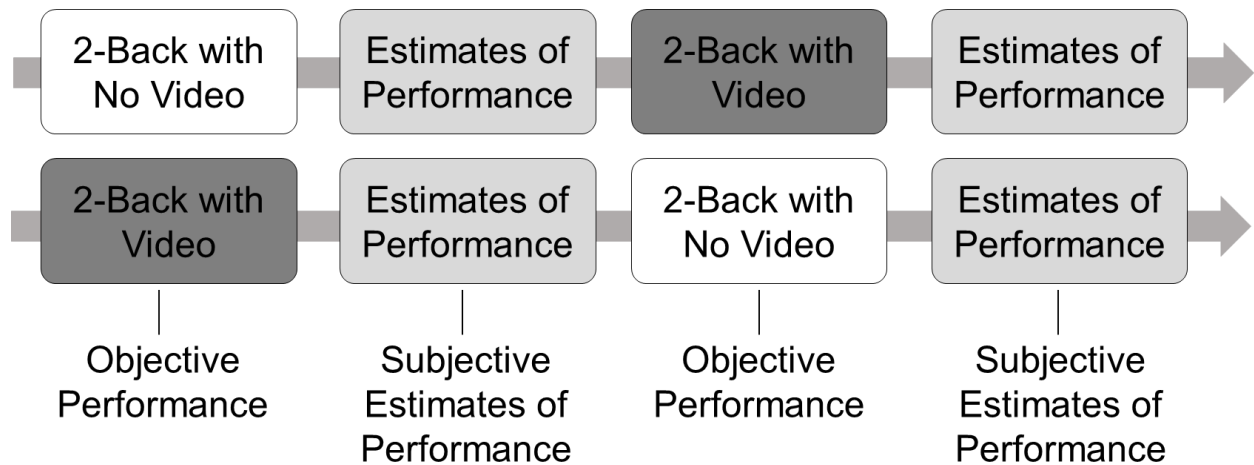 2-Back with
No Video
Estimates of
Performance
2-Back with
Video
Estimates of
Performance
2-Back with
Video
Estimates of
Performance
2-Back with
No Video
Estimates of
Performance
Objective
Performance
Subjective
Estimates of
Performance
Objective
Performance
Subjective
Estimates of
Performance